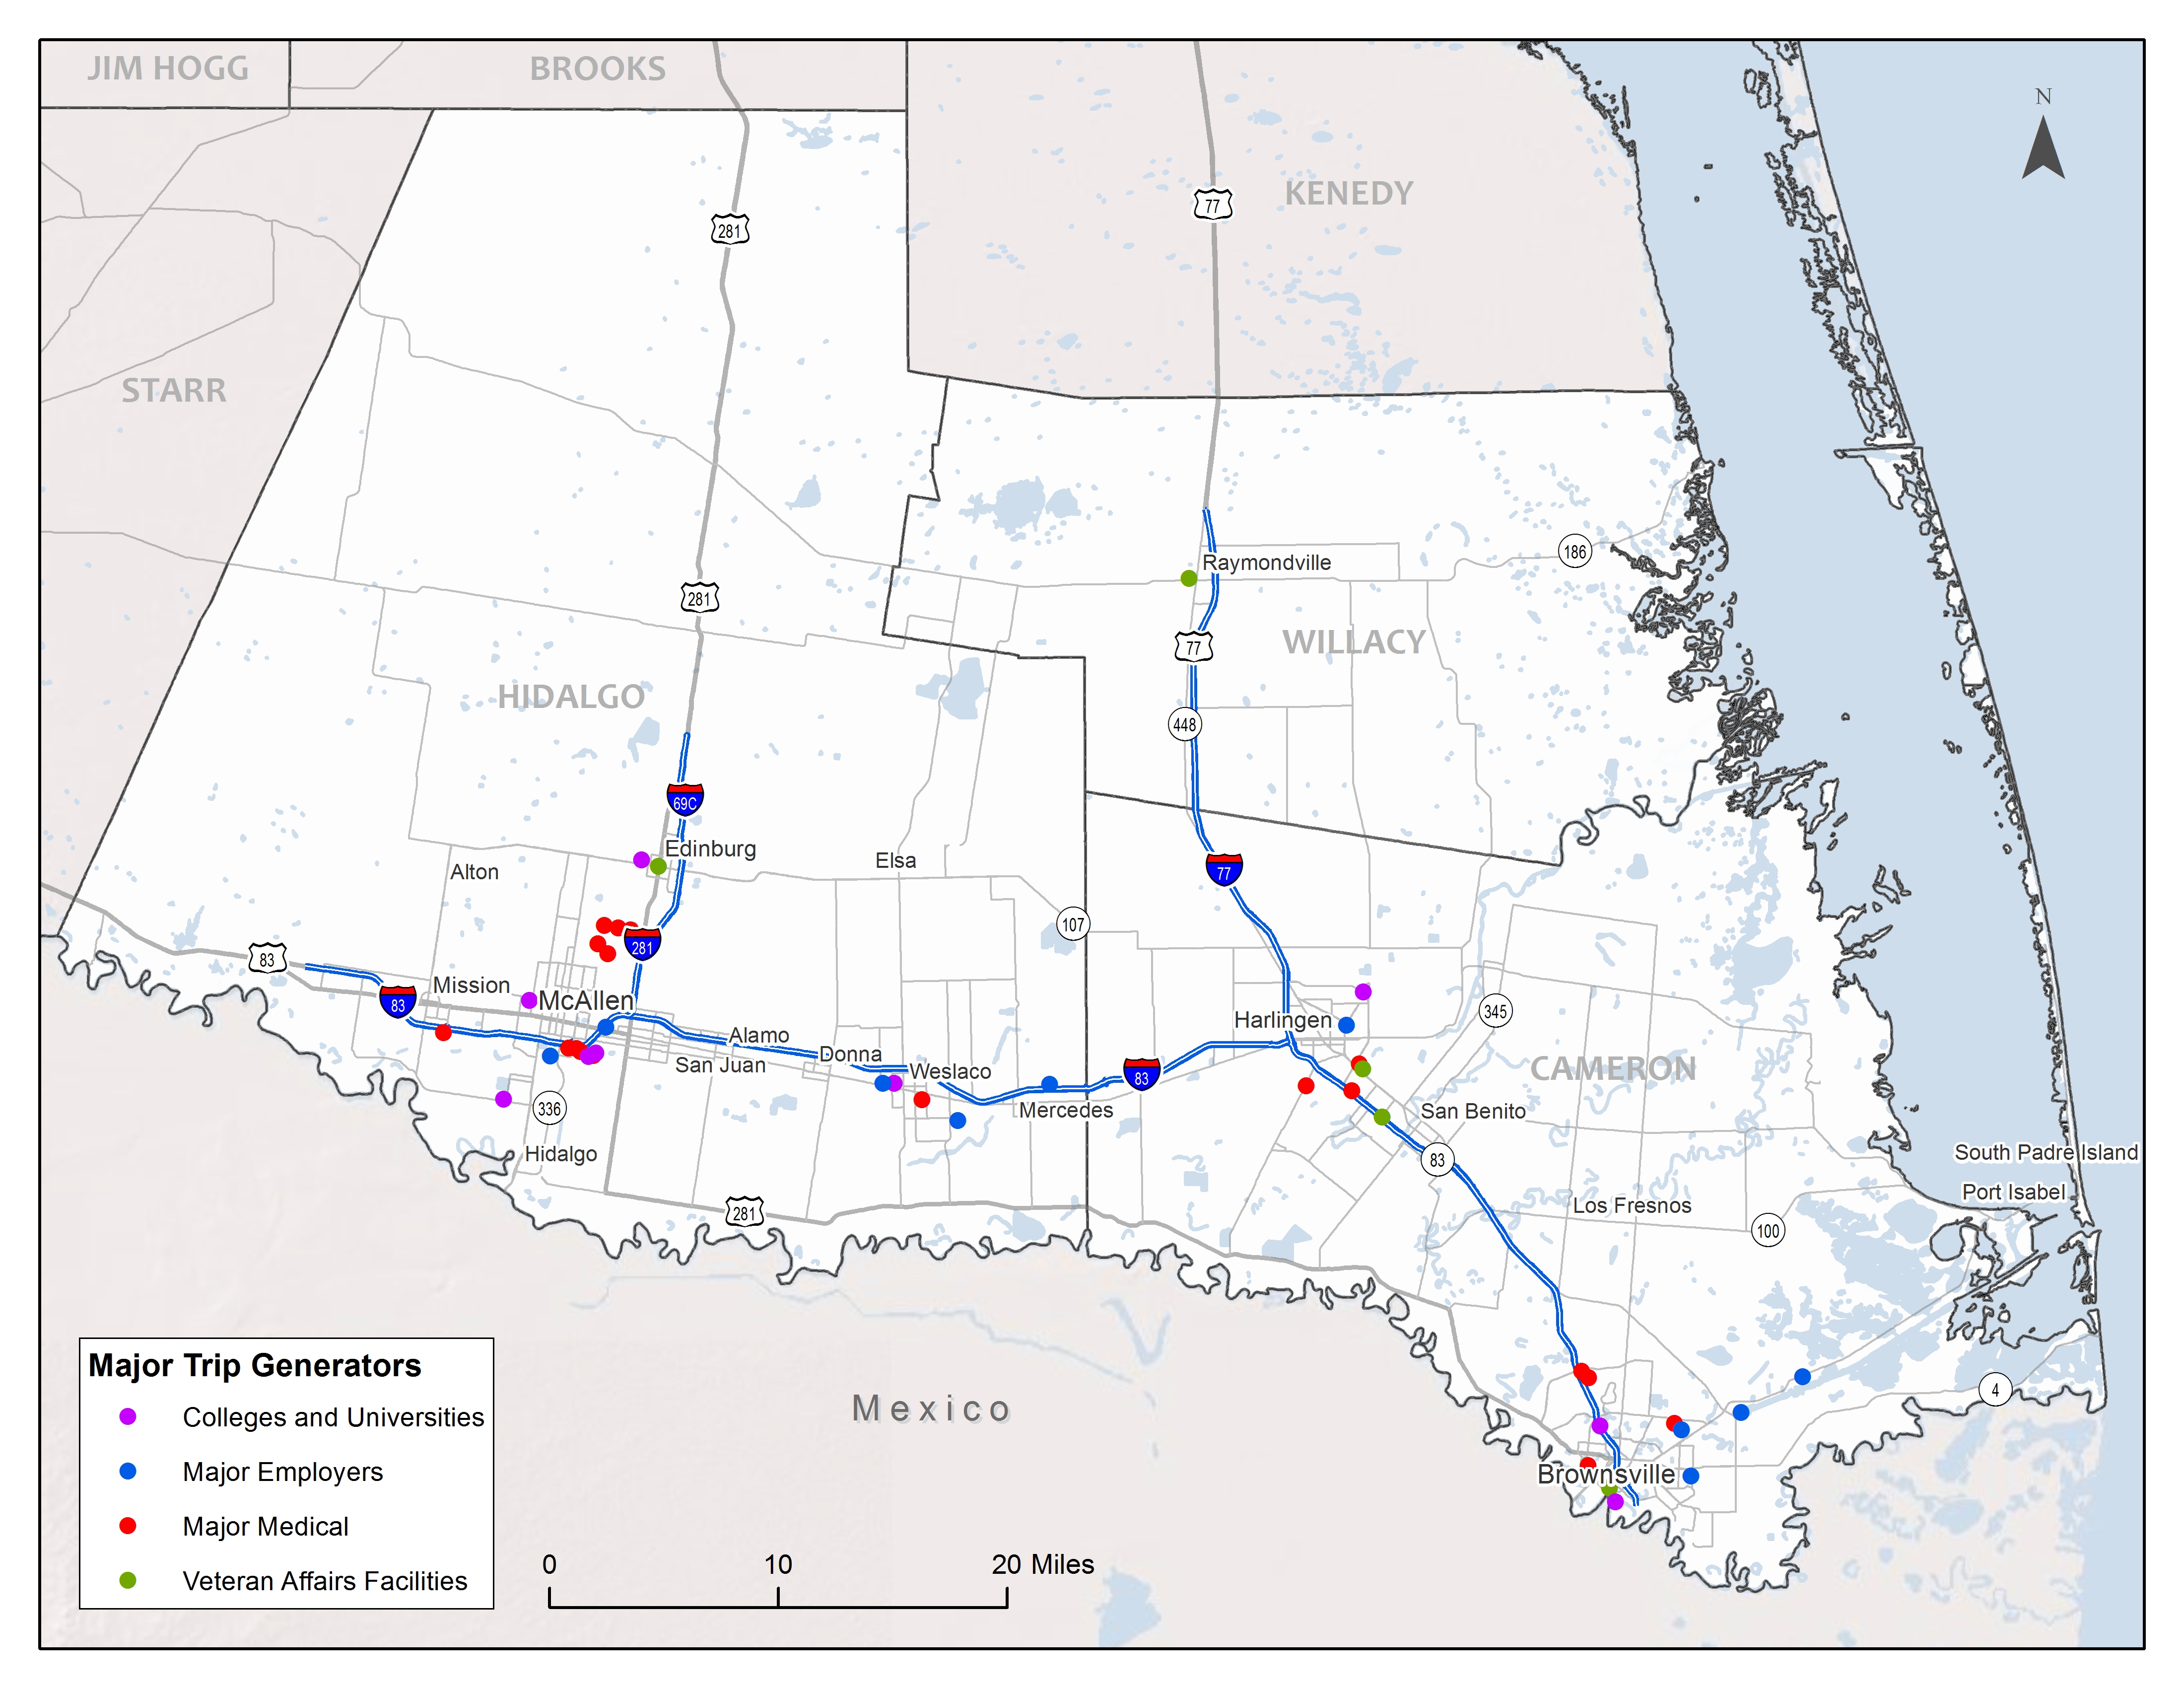 JIM HOGG
BROOKS
N
KENEDY
77
281
STARR
186
Raymondville
281
WILLACY
77
HIDALGO
448
69C
Edinburg
Elsa
Alton
77
107
281
83
Mission
83
McAllen
345
Harlingen
Alamo
Donna
San Juan
Weslaco
83
CAMERON
336
Mercedes
San Benito
Hidalgo
83
South Padre Island
Port Isabel
281
Los Fresnos
100
Major Trip Generators
Colleges and Universities
Major Employers
Major Medical
Veteran Affairs Facilities
Mexico
4
Brownsville
0 10 20 Miles